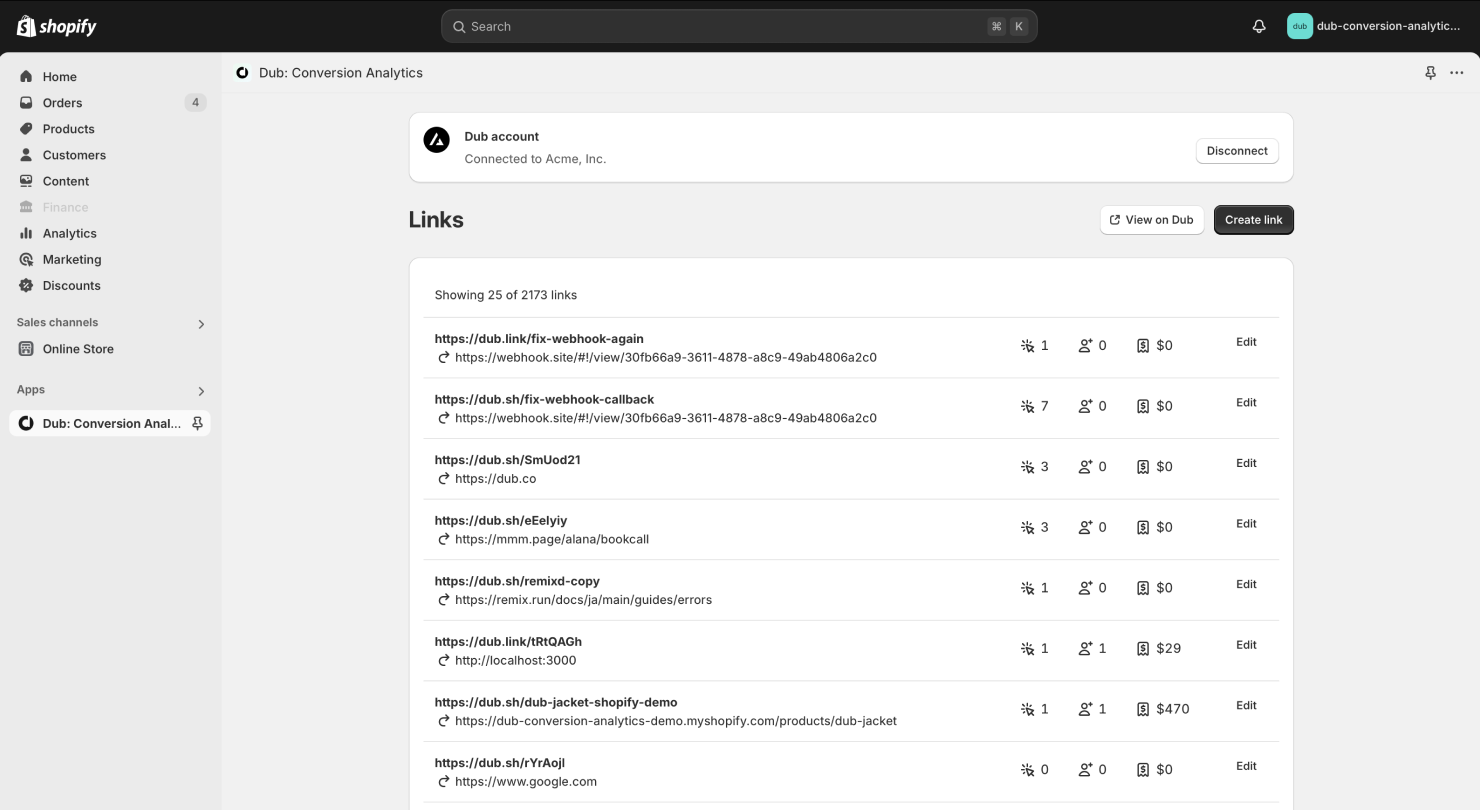 shopify
Search
⌘ K
dub
dub-conversion-analytic...
Home
Orders 4
Products
Customers
Content
Finance
Analytics
Marketing
Discounts
Sales channels
Online Store
Apps
Dub: Conversion Anal...
Dub: Conversion Analytics
Dub account
Connected to Acme, Inc.
Disconnect
Links
View on Dub
Create link
Showing 25 of 2173 links
https://dub.link/fix-webhook-again
https://webhook.site/#!/view/30fb66a9-3611-4878-a8c9-49ab4806a2c0
1 0 $0 Edit
https://dub.sh/fix-webhook-callback
https://webhook.site/#!/view/30fb66a9-3611-4878-a8c9-49ab4806a2c0
7 0 $0 Edit
https://dub.sh/SmUod21
https://dub.co
3 0 $0 Edit
https://dub.sh/eEelyiy
https://mmm.page/alana/bookcall
3 0 $0 Edit
https://dub.sh/remixd-copy
https://remix.run/docs/ja/main/guides/errors
1 0 $0 Edit
https://dub.link/tRtQAGh
http://localhost:3000
1 1 $29 Edit
https://dub.sh/dub-jacket-shopify-demo
https://dub-conversion-analytics-demo.myshopify.com/products/dub-jacket
1 1 $470 Edit
https://dub.sh/rYrAojl
https://www.google.com
0 0 $0 Edit